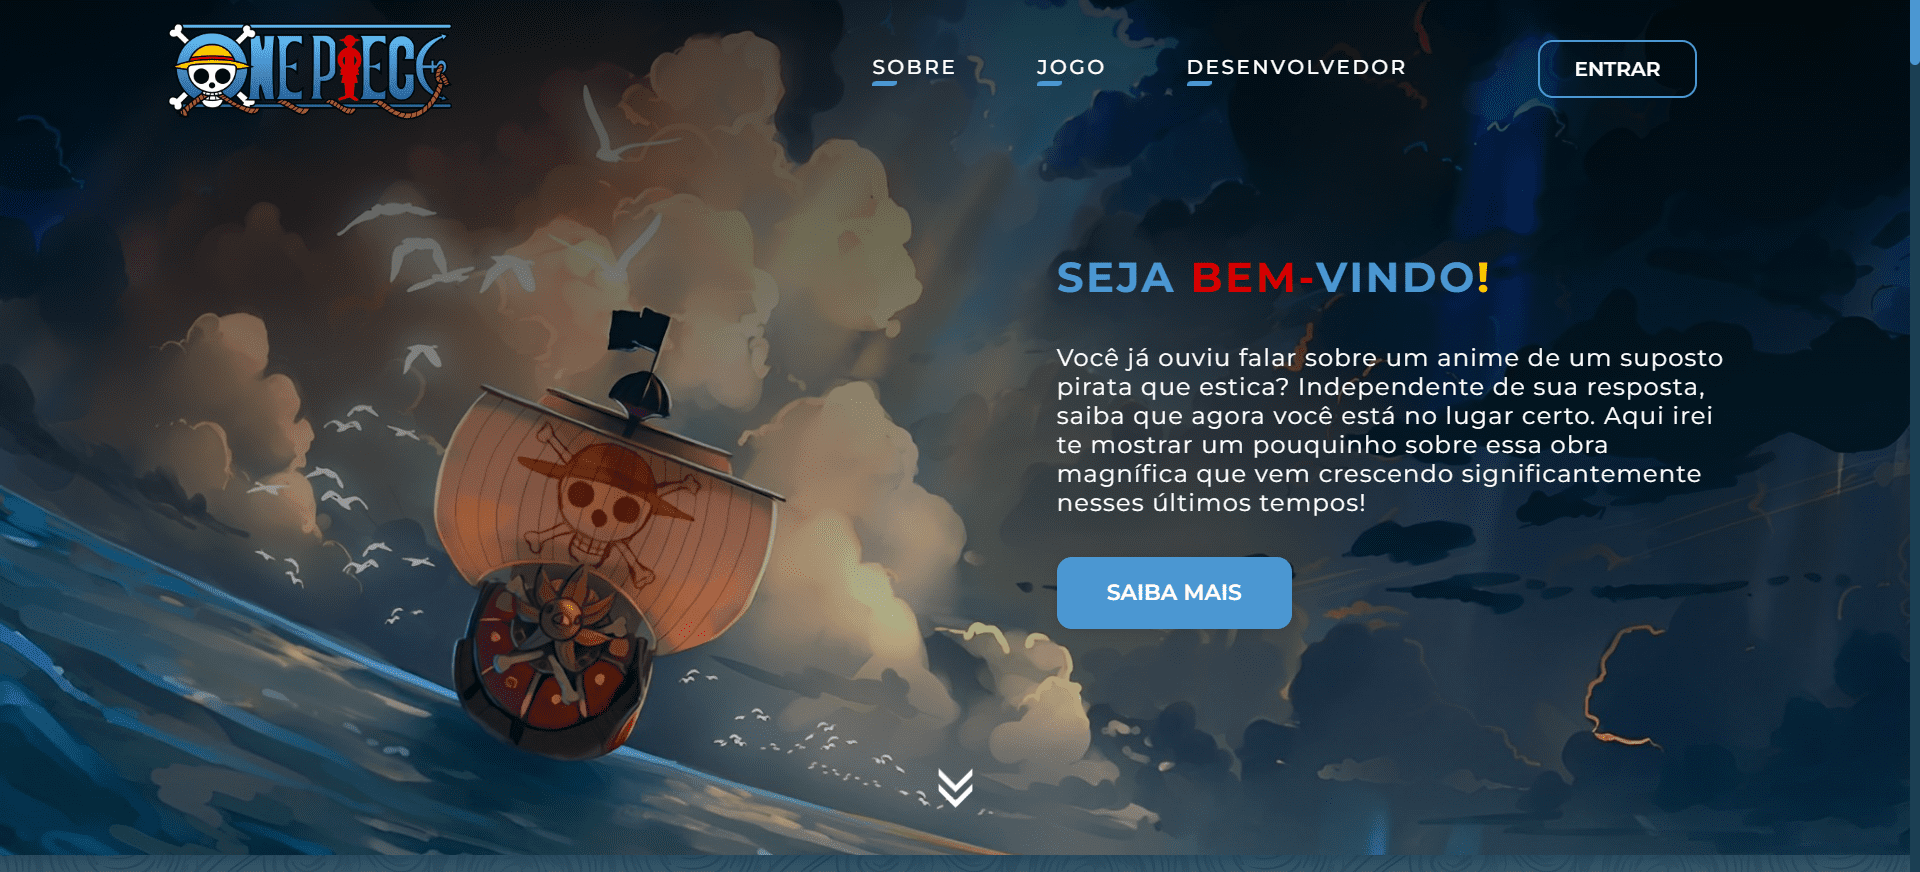 ONE PIECE
SOBRE
JOGO
DESENVOLVEDOR
ENTRAR
SEJA BEM-VINDO!
Você já ouviu falar sobre um anime de um suposto
pirata que estica? Independente de sua resposta,
saiba que agora você está no lugar certo. Aqui irei
te mostrar um pouquinho sobre essa obra
magnífica que vem crescendo significantemente
nesses últimos tempos!
SAIBA MAIS